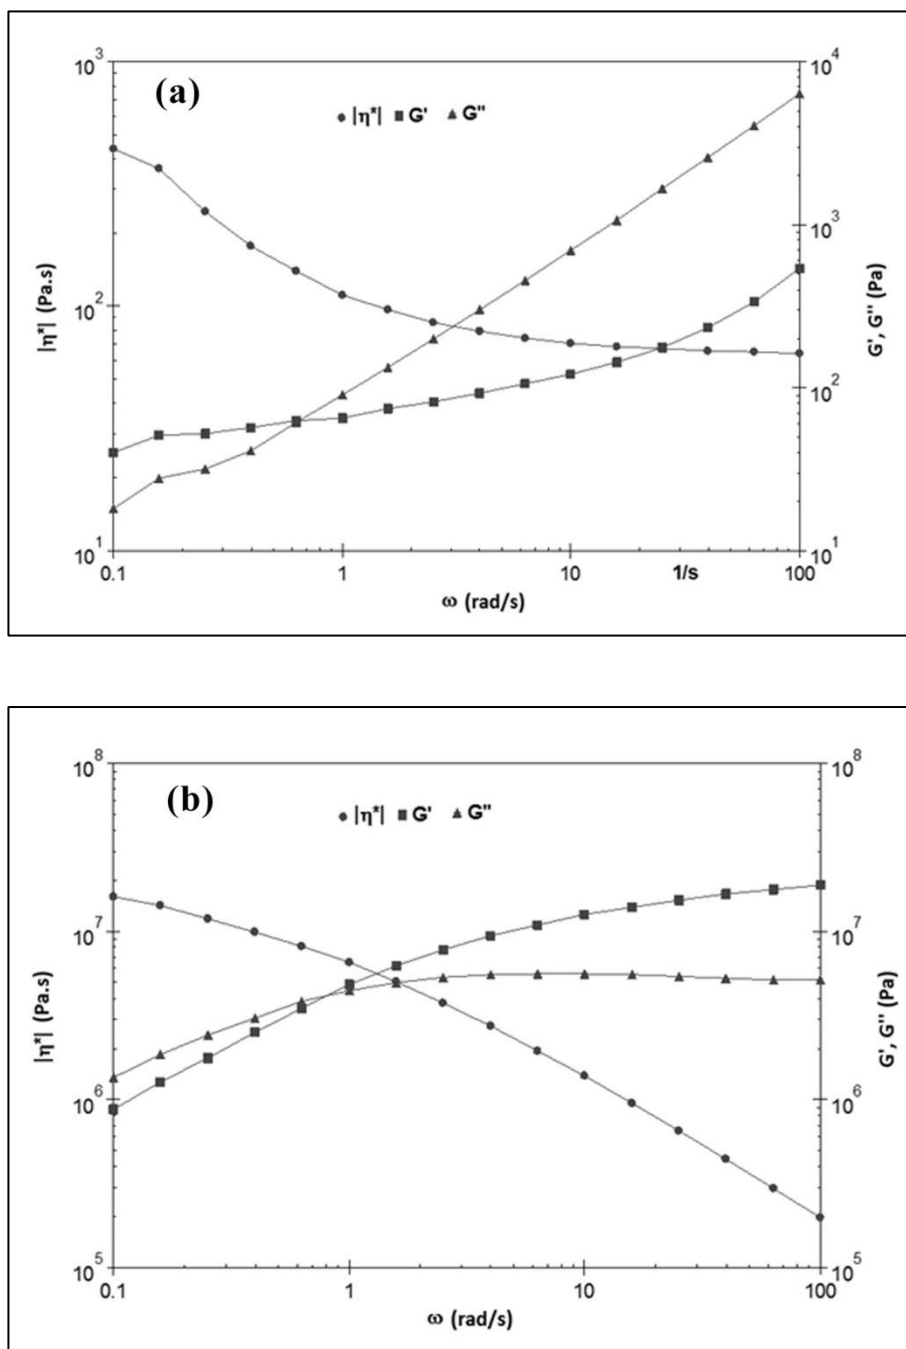 (a)
|η*| G' G''
10³
10²
10¹
|η*| (Pa.s)
10⁴
10³
10²
10¹
G', G'' (Pa)
0.1 1 10 1/s 100
ω (rad/s)
(b)
|η*| G' G''
10⁸
10⁷
10⁶
10⁵
|η*| (Pa.s)
10⁸
10⁷
10⁶
10⁵
G', G'' (Pa)
0.1 1 10 100
ω (rad/s)